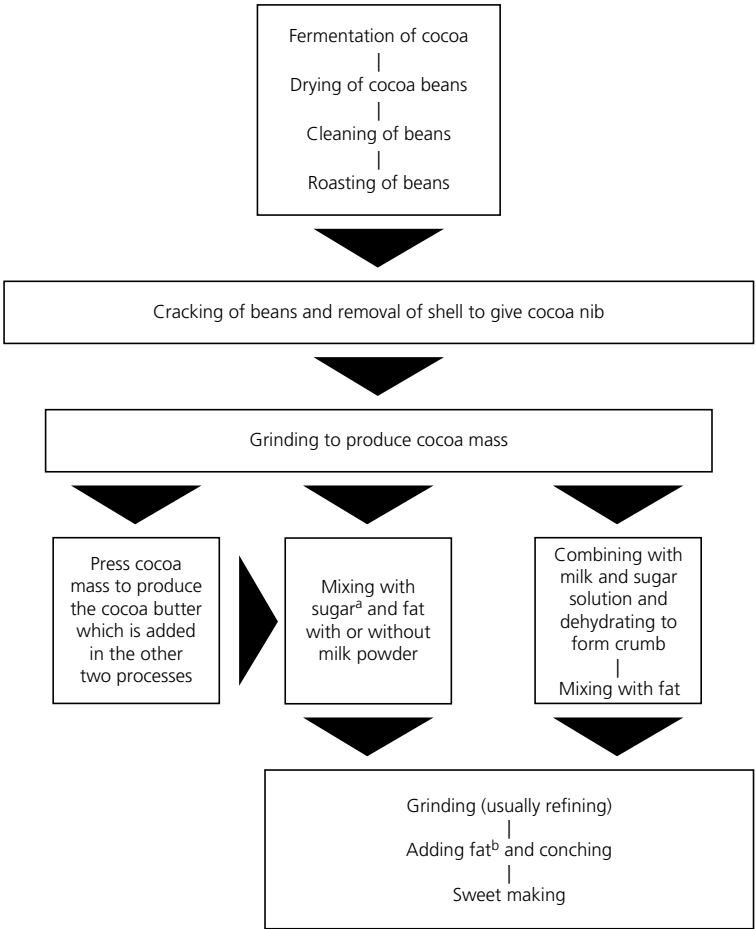 Fermentation of cocoa
|
Drying of cocoa beans
|
Cleaning of beans
|
Roasting of beans
Cracking of beans and removal of shell to give cocoa nib
Grinding to produce cocoa mass
Press cocoa
mass to produce
the cocoa butter
which is added
in the other
two processes
Mixing with
sugarᵃ and fat
with or without
milk powder
Combining with
milk and sugar
solution and
dehydrating to
form crumb
|
Mixing with fat
Grinding (usually refining)
|
Adding fatᵇ and conching
|
Sweet making